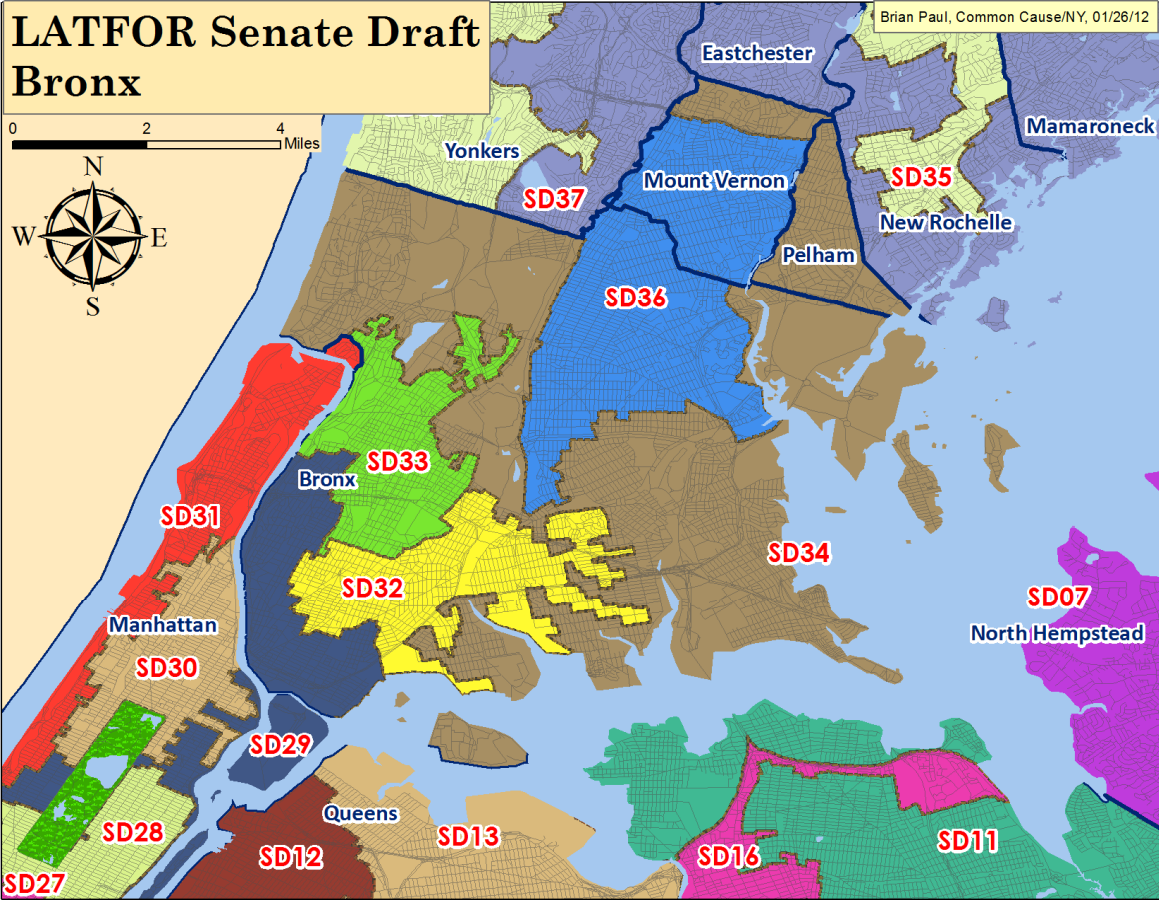 LATFOR Senate Draft
Bronx
Brian Paul, Common Cause/NY, 01/26/12
0 2 4
Miles
N
W E
S
Eastchester
Mamaroneck
Yonkers
SD37
Mount Vernon
SD35
New Rochelle
Pelham
SD36
SD33
Bronx
SD31
SD34
SD32
SD07
North Hempstead
Manhattan
SD30
SD29
Queens
SD28
SD13
SD12
SD16
SD11
SD27